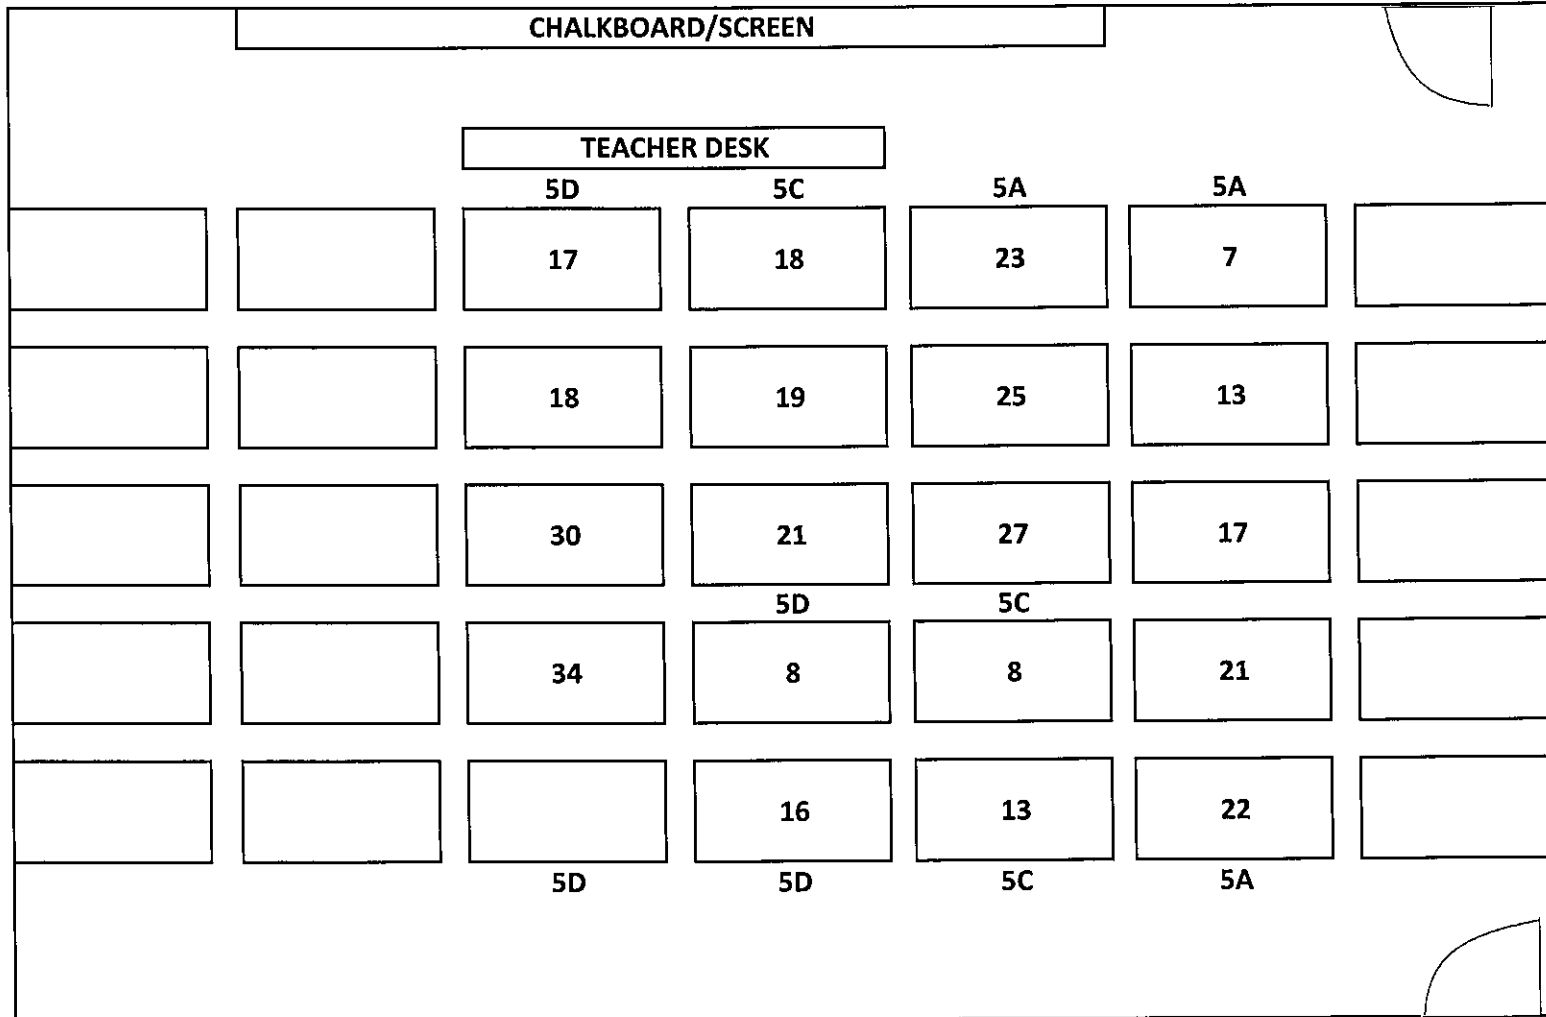 CHALKBOARD/SCREEN
TEACHER DESK
5D 5C 5A 5A
17 18 23 7
18 19 25 13
30 21 27 17
5D 5C
34 8 8 21
16 13 22
5D 5D 5C 5A